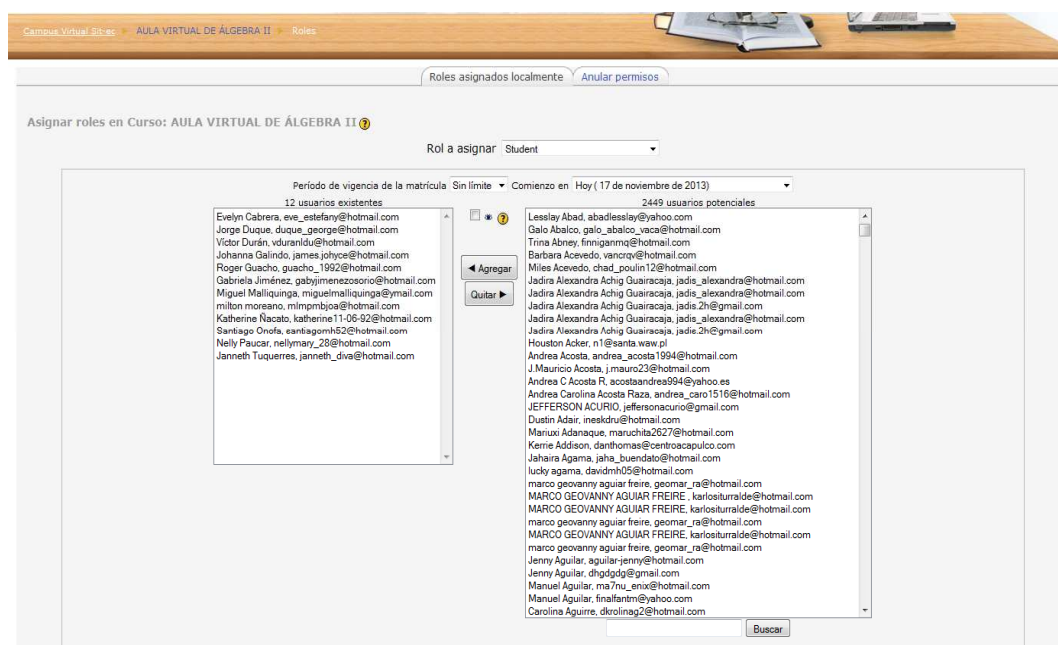 Campus Virtual Sit-ec ► AULA VIRTUAL DE ÁLGEBRA II ► Roles
Roles asignados localmente Anular permisos
Asignar roles en Curso: AULA VIRTUAL DE ÁLGEBRA II
Rol a asignar Student
Período de vigencia de la matrícula Sin límite Comienzo en Hoy ( 17 de noviembre de 2013)
12 usuarios existentes
Evelyn Cabrera, eve_estefany@hotmail.com
Jorge Duque, duque_george@hotmail.com
Víctor Durán, vduranldu@hotmail.com
Johanna Galindo, james.johyce@hotmail.com
Roger Guacho, guacho_1992@hotmail.com
Gabriela Jiménez, gabyjimenezosorio@hotmail.com
Miguel Malliquinga, miguelmalliquinga@ymail.com
milton moreano, mlmpmbjoa@hotmail.com
Katherine Ñacato, katherine11-06-92@hotmail.com
Santiago Onofa, santiagomh52@hotmail.com
Nelly Paucar, nellymary_28@hotmail.com
Janneth Tuquerres, janneth_diva@hotmail.com
◄ Agregar
Quitar ►
2449 usuarios potenciales
Lesslay Abad, abadlesslay@yahoo.com
Galo Abalco, galo_abalco_vaca@hotmail.com
Trina Abney, finniganmq@hotmail.com
Barbara Acevedo, vancrqv@hotmail.com
Miles Acevedo, chad_poulin12@hotmail.com
Jadira Alexandra Achig Guairacaja, jadis_alexandra@hotmail.com
Jadira Alexandra Achig Guairacaja, jadis_alexandra@hotmail.com
Jadira Alexandra Achig Guairacaja, jadis.2h@gmail.com
Jadira Alexandra Achig Guairacaja, jadis_alexandra@hotmail.com
Jadira Alexandra Achig Guairacaja, jadis.2h@gmail.com
Houston Acker, n1@santa.waw.pl
Andrea Acosta, andrea_acosta1994@hotmail.com
J.Mauricio Acosta, j.mauro23@hotmail.com
Andrea C Acosta R, acostaandrea994@yahoo.es
Andrea Carolina Acosta Raza, andrea_caro1516@hotmail.com
JEFFERSON ACURIO, jeffersonacurio@gmail.com
Dustin Adair, ineskdru@hotmail.com
Mariuxi Adanaque, maruchita2627@hotmail.com
Kerrie Addison, danthomas@centroacapulco.com
Jahaira Agama, jaha_buendato@hotmail.com
lucky agama, davidmh05@hotmail.com
marco geovanny aguiar freire, geomar_ra@hotmail.com
MARCO GEOVANNY AGUIAR FREIRE , karlositurralde@hotmail.com
MARCO GEOVANNY AGUIAR FREIRE, karlositurralde@hotmail.com
marco geovanny aguiar freire, geomar_ra@hotmail.com
MARCO GEOVANNY AGUIAR FREIRE, karlositurralde@hotmail.com
marco geovanny aguiar freire, geomar_ra@hotmail.com
Jenny Aguilar, aguilar-jenny@hotmail.com
Jenny Aguilar, dhgdgdg@gmail.com
Manuel Aguilar, ma7nu_enix@hotmail.com
Manuel Aguilar, finalfantm@yahoo.com
Carolina Aguirre, dkrolinag2@hotmail.com
Buscar